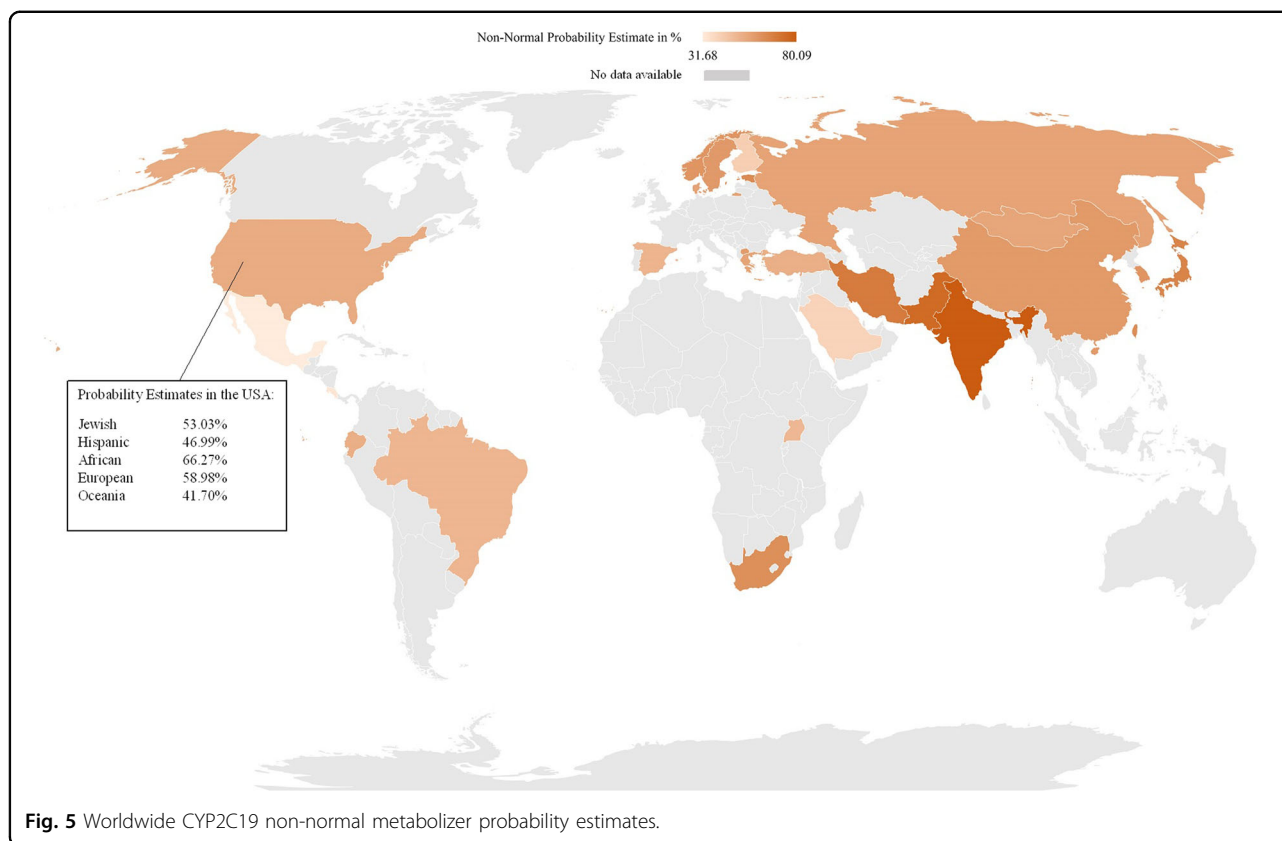 Non-Normal Probability Estimate in %
31.68 80.09
No data available
Probability Estimates in the USA:
Jewish 53.03%
Hispanic 46.99%
African 66.27%
European 58.98%
Oceania 41.70%
Fig. 5 Worldwide CYP2C19 non-normal metabolizer probability estimates.